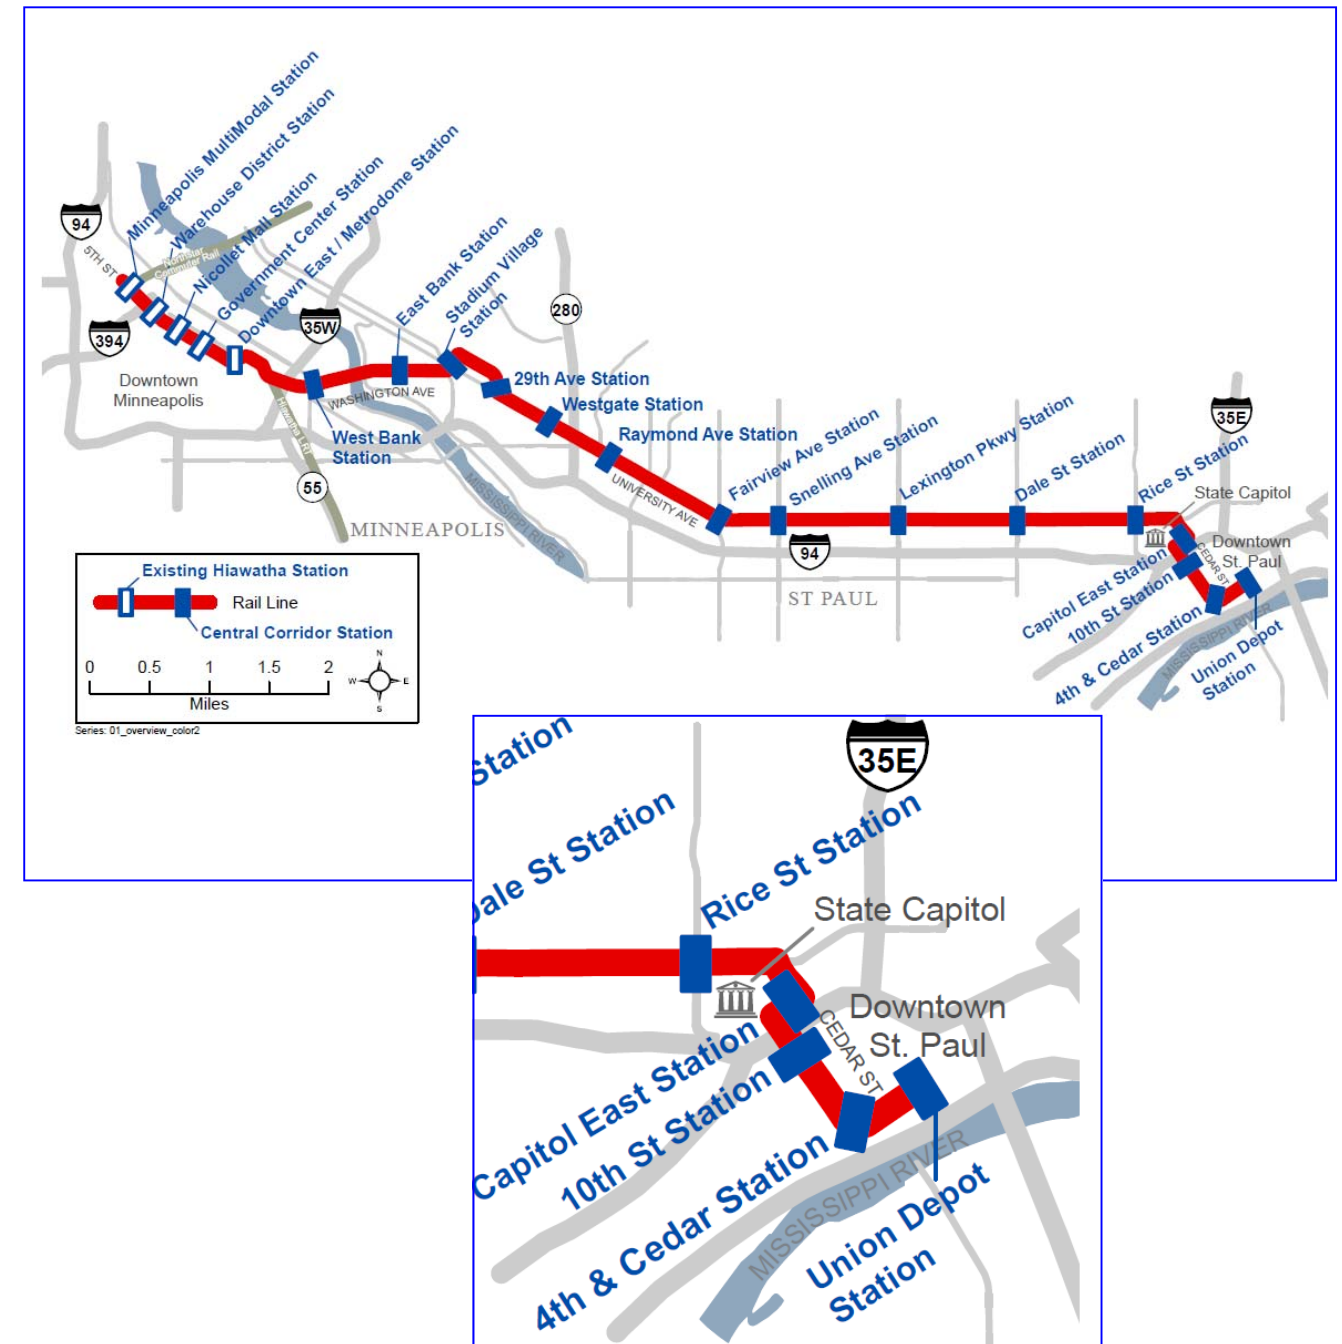 Minneapolis MultiModal Station
Warehouse District Station
Nicollet Mall Station
Government Center Station
Downtown East / Metrodome Station
East Bank Station
Stadium Village
Station
94
5TH ST
Northstar
Commuter Rail
394
35W
280
Downtown
Minneapolis
WASHINGTON AVE
29th Ave Station
Westgate Station
Raymond Ave Station
West Bank
Station
Hiawatha LRT
55
MINNEAPOLIS
MISSISSIPPI RIVER
UNIVERSITY AVE
Fairview Ave Station
Snelling Ave Station
Lexington Pkwy Station
Dale St Station
Rice St Station
35E
State Capitol
94
ST PAUL
Downtown
St. Paul
CEDAR ST
Capitol East Station
10th St Station
4th & Cedar Station
MISSISSIPPI RIVER
Union Depot
Station
Existing Hiawatha Station
Rail Line
Central Corridor Station
0 0.5 1 1.5 2
Miles
N
W E
S
Series: 01_overview_color2
Station
Dale St Station
Rice St Station
35E
State Capitol
Downtown
St. Paul
CEDAR ST
Capitol East Station
10th St Station
4th & Cedar Station
MISSISSIPPI RIVER
Union Depot
Station